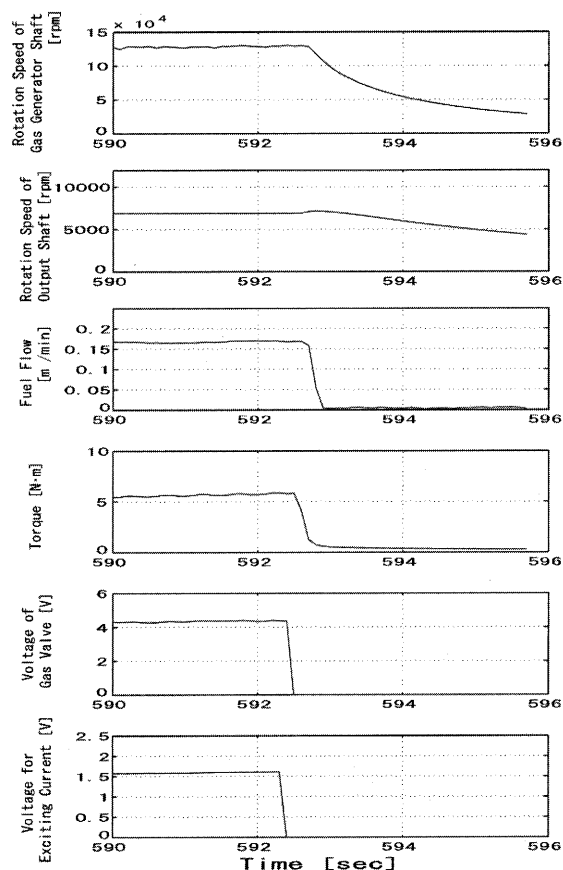 Rotation Speed of
Gas Generator Shaft
[rpm]
15 × 10⁴
10
5
0
590 592 594 596
Rotation Speed of
Output Shaft [rpm]
10000
5000
0
590 592 594 596
Fuel Flow
[m /min]
0. 2
0. 15
0. 1
0. 05
0
590 592 594 596
Torque [N·m]
10
5
0
590 592 594 596
Voltage of
Gas Valve [V]
6
4
2
0
590 592 594 596
Voltage for
Exciting Current [V]
2. 5
2
1. 5
1
0. 5
0
590 592 594 596
Time [sec]